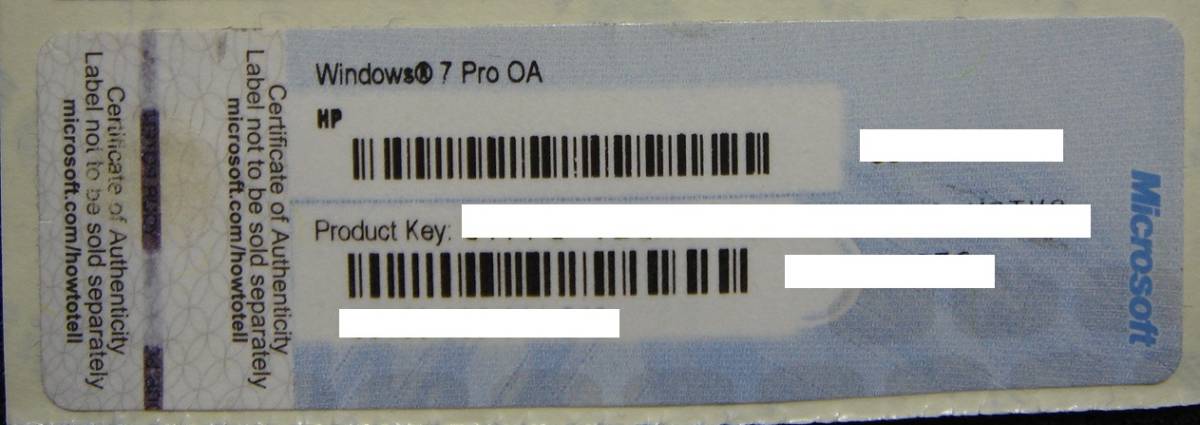 Certificate of Authenticity
Label not to be sold separately
microsoft.com/howtotell
Certificate of Authenticity
Label not to be sold separately
microsoft.com/howtotell
Windows® 7 Pro OA
HP
Product Key:
Microsoft